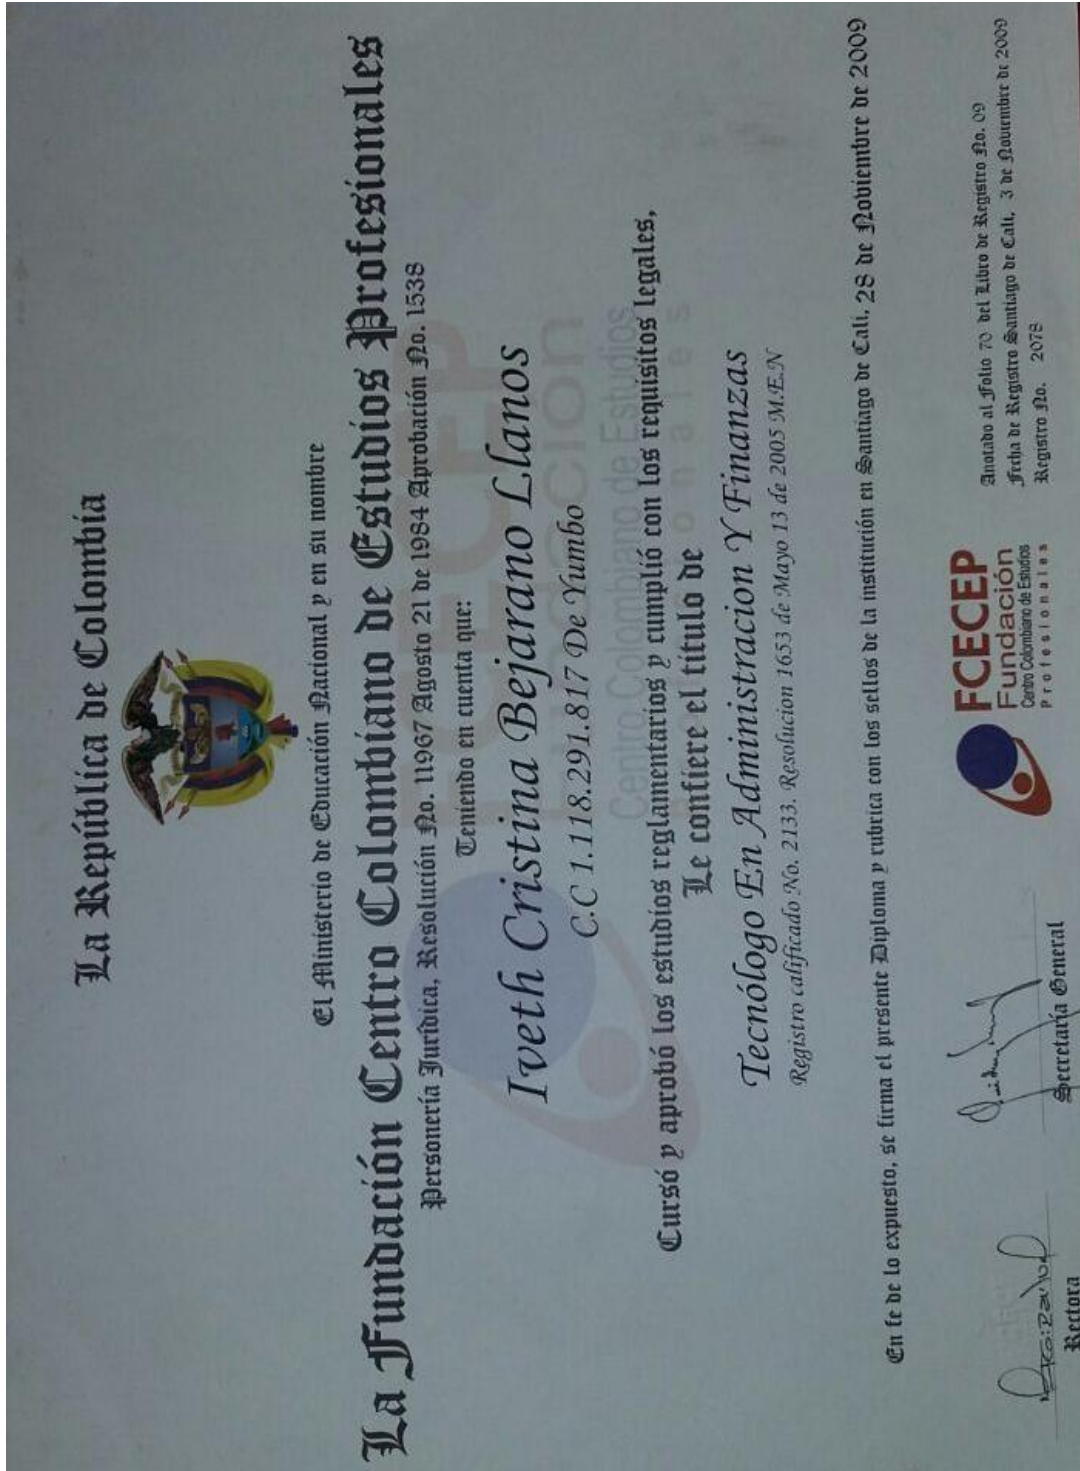 La República de Colombia
El Ministerio de Educación Nacional y en su nombre
La Fundación Centro Colombiano de Estudios Profesionales
Personería Jurídica, Resolución No. 11967 Agosto 21 de 1984 Aprobación No. 1538
Teniendo en cuenta que:
Iveth Cristina Bejarano Llanos
C.C 1.118.291.817 De Yumbo
Cursó y aprobó los estudios reglamentarios y cumplió con los requisitos legales,
Le confiere el título de
Tecnólogo En Administracion Y Finanzas
Registro calificado No. 2133. Resolucion 1653 de Mayo 13 de 2005 M.E.N
En fe de lo expuesto, se firma el presente Diploma y rubrica con los sellos de la institución en Santiago de Cali, 28 de Noviembre de 2009
Rectora
Secretaría General
FCECEP
Fundación
Centro Colombiano de Estudios
Profesionales
Anotado al Folio 70 del Libro de Registro No. 09
Fecha de Registro Santiago de Cali, 3 de Noviembre de 2009
Registro No. 2078